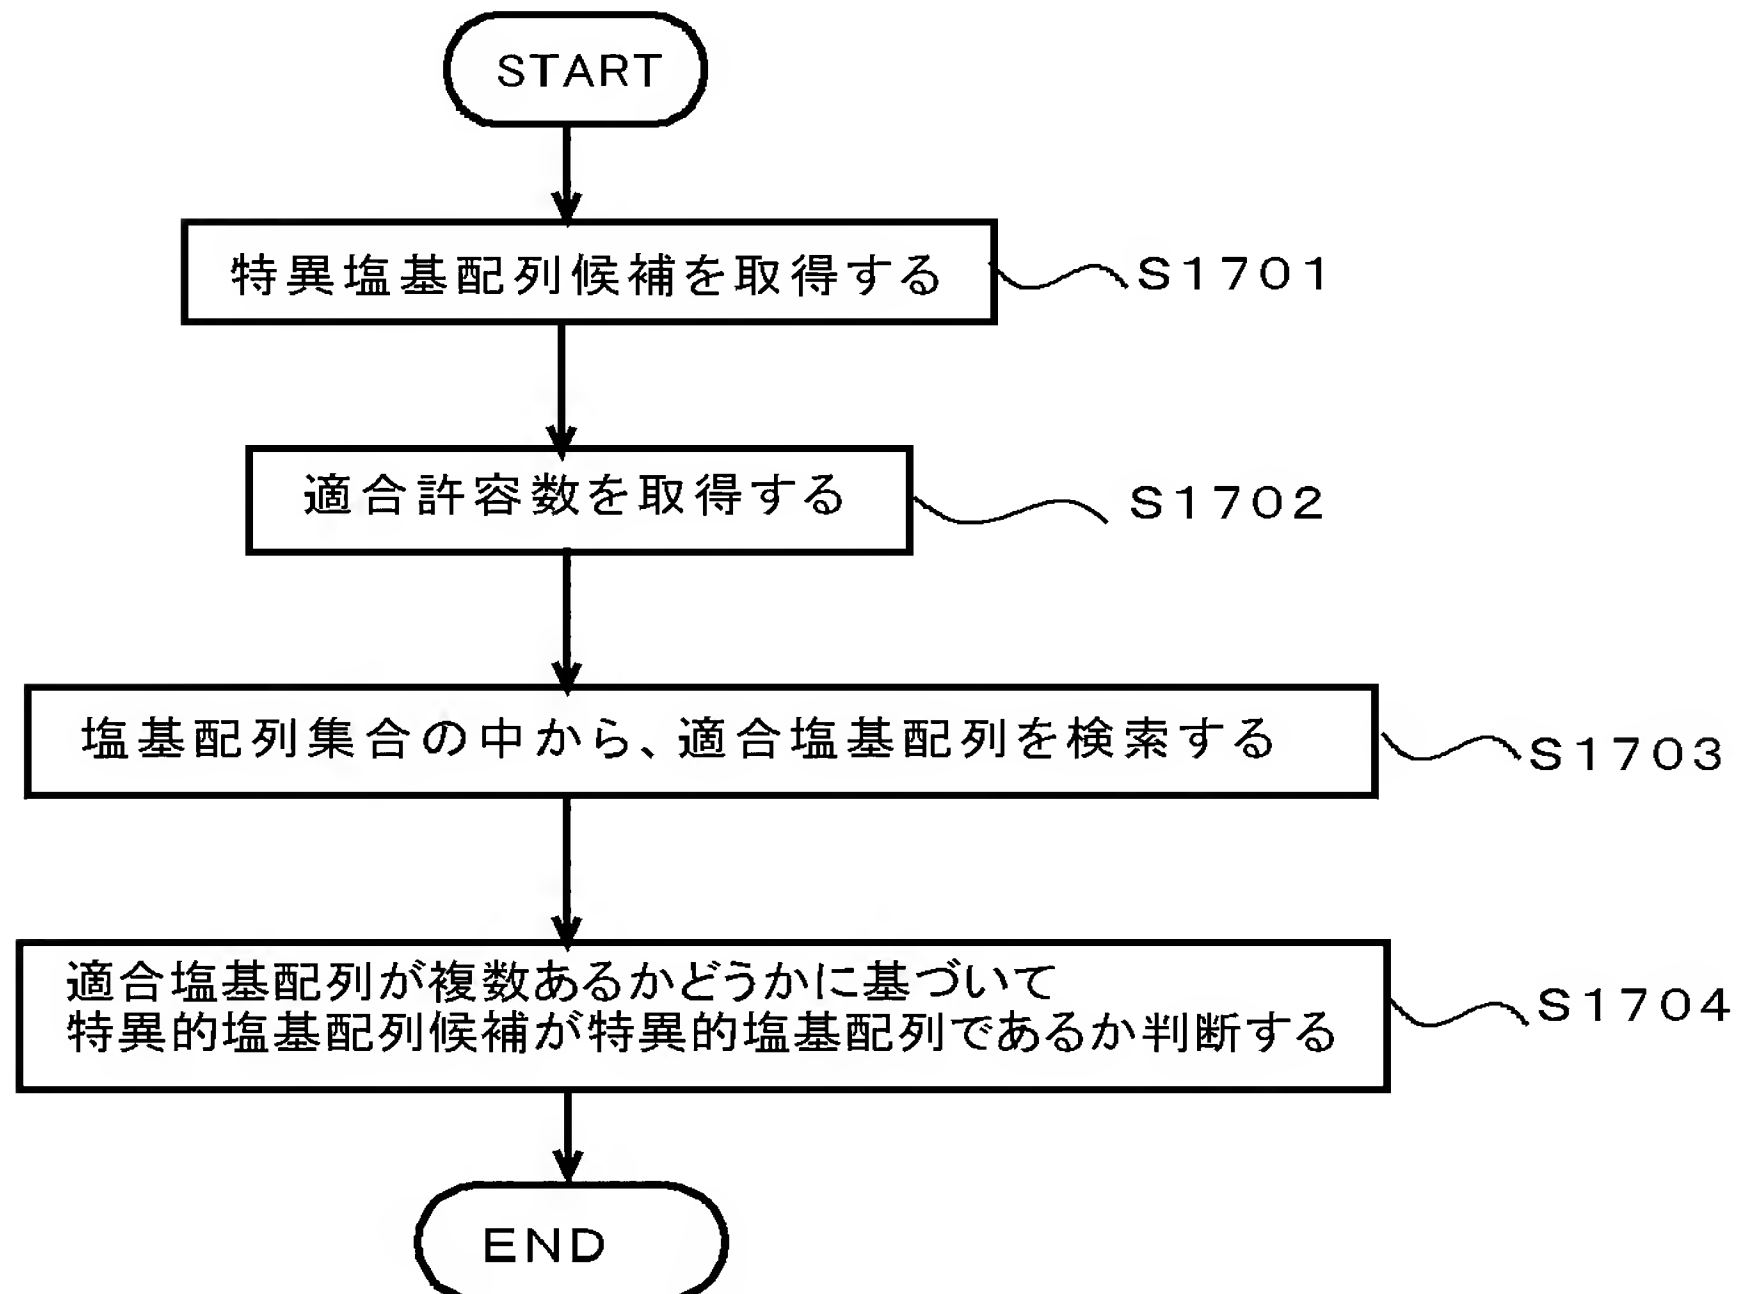 START
特異塩基配列候補を取得する
S1701
適合許容数を取得する
S1702
塩基配列集合の中から、適合塩基配列を検索する
S1703
適合塩基配列が複数あるかどうかに基づいて
特異的塩基配列候補が特異的塩基配列であるか判断する
S1704
END